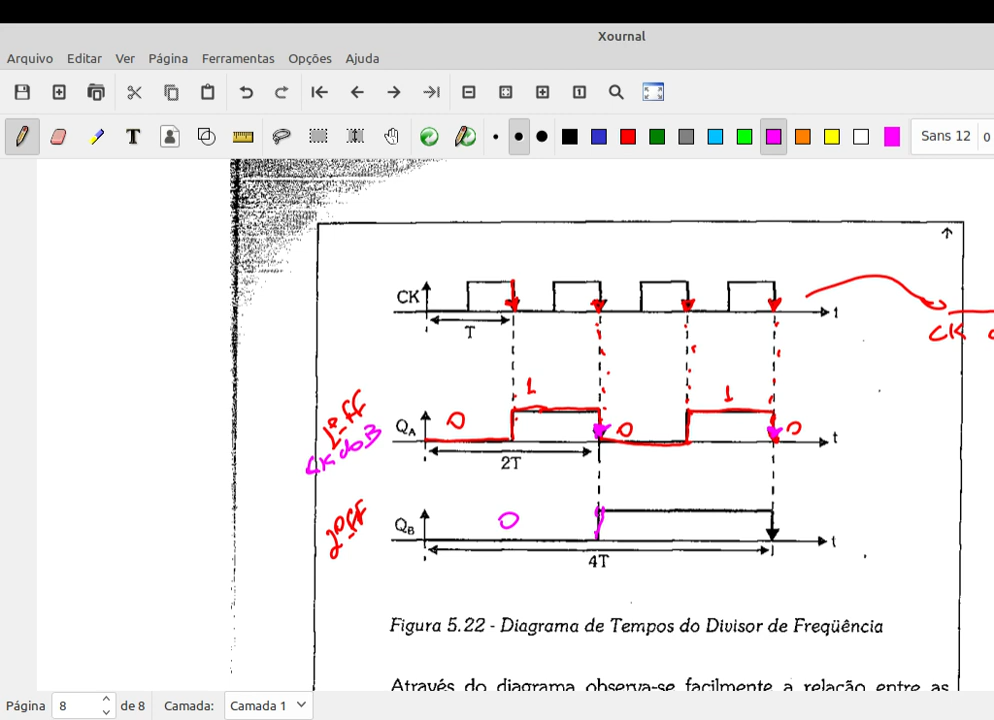 Xournal
Arquivo Editar Ver Página Ferramentas Opções Ajuda
T
1
Sans 12 0
CK
t
T
CK
1 1
1º ff
CK do B
QA
0 0 0
t
2T
2º ff
QB
0
t
4T
Figura 5.22 - Diagrama de Tempos do Divisor de Freqüência
Através do diagrama observa-se facilmente a relação entre as
Página 8 de 8 Camada: Camada 1